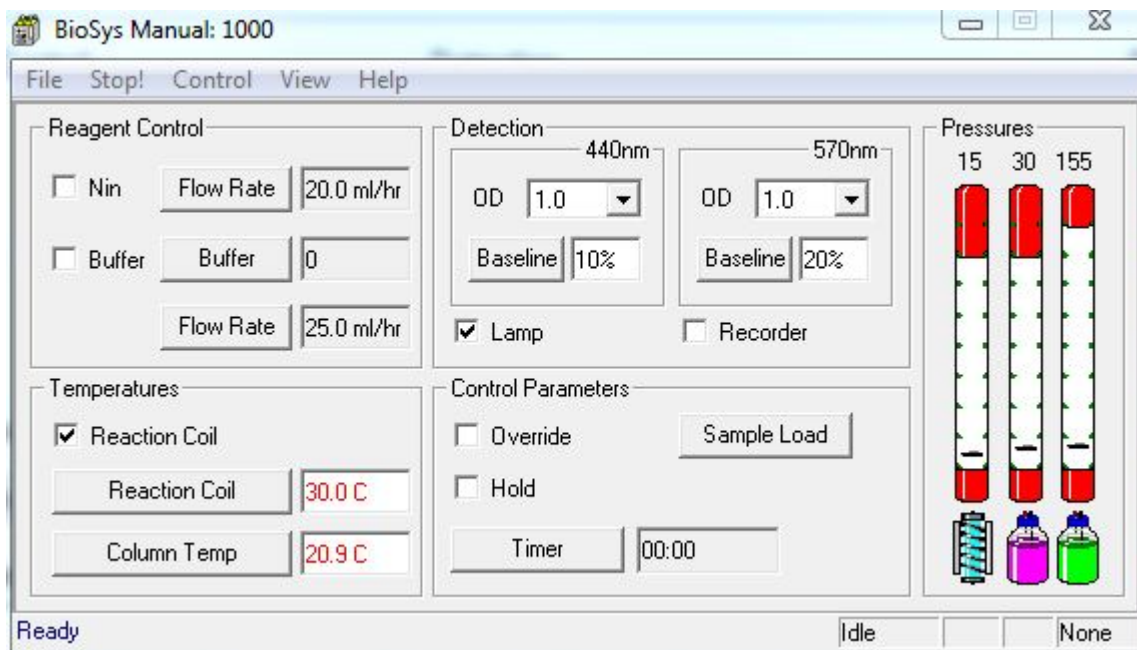 BioSys Manual: 1000
File Stop! Control View Help
Reagent Control
Nin Flow Rate 20.0 ml/hr
Buffer Buffer 0
Flow Rate 25.0 ml/hr
Detection
440nm
OD 1.0
Baseline 10%
570nm
OD 1.0
Baseline 20%
Lamp Recorder
Temperatures
Reaction Coil
Reaction Coil 30.0 C
Column Temp 20.9 C
Control Parameters
Override Sample Load
Hold
Timer 00:00
Pressures
15 30 155
Ready Idle None